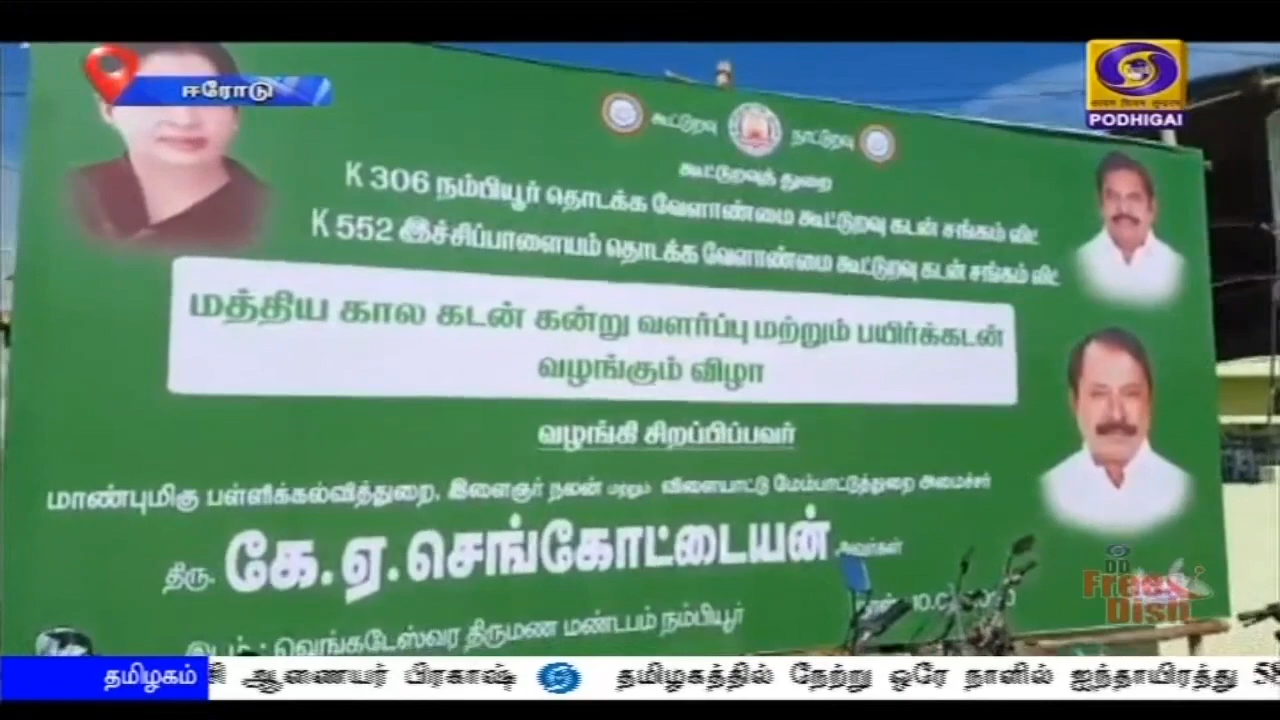 ஈரோடு
PODHIGAI
கூட்டுறவு நாட்டுறவு
கூட்டுறவுத் துறை
K 306 நம்பியூர் தொடக்க வேளாண்மை கூட்டுறவு கடன் சங்கம் லிட்
K 552 இச்சிப்பாளையம் தொடக்க வேளாண்மை கூட்டுறவு கடன் சங்கம் லிட்
மத்திய கால கடன் கன்று வளர்ப்பு மற்றும் பயிர்க்கடன்
வழங்கும் விழா
வழங்கி சிறப்பிப்பவர்
மாண்புமிகு பள்ளிக்கல்வித்துறை, இளைஞர் நலன் மற்றும் விளையாட்டு மேம்பாட்டுத்துறை அமைச்சர்
திரு. கே.ஏ.செங்கோட்டையன் அவர்கள்
இடம் : வெங்கடேஸ்வர திருமண மண்டபம் நம்பியூர்
DD Free Dish
தமிழகம் ஆணையர் பிரகாஷ் தமிழகத்தில் நேற்று ஒரே நாளில் ஐந்தாயிரத்து 58